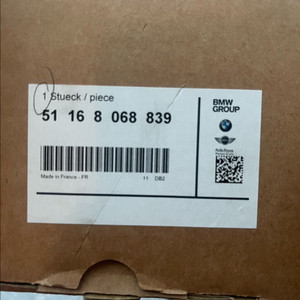 1 Stueck / piece
51 16 8 068 839
Made in France - FR 11 DB2
BMW
GROUP